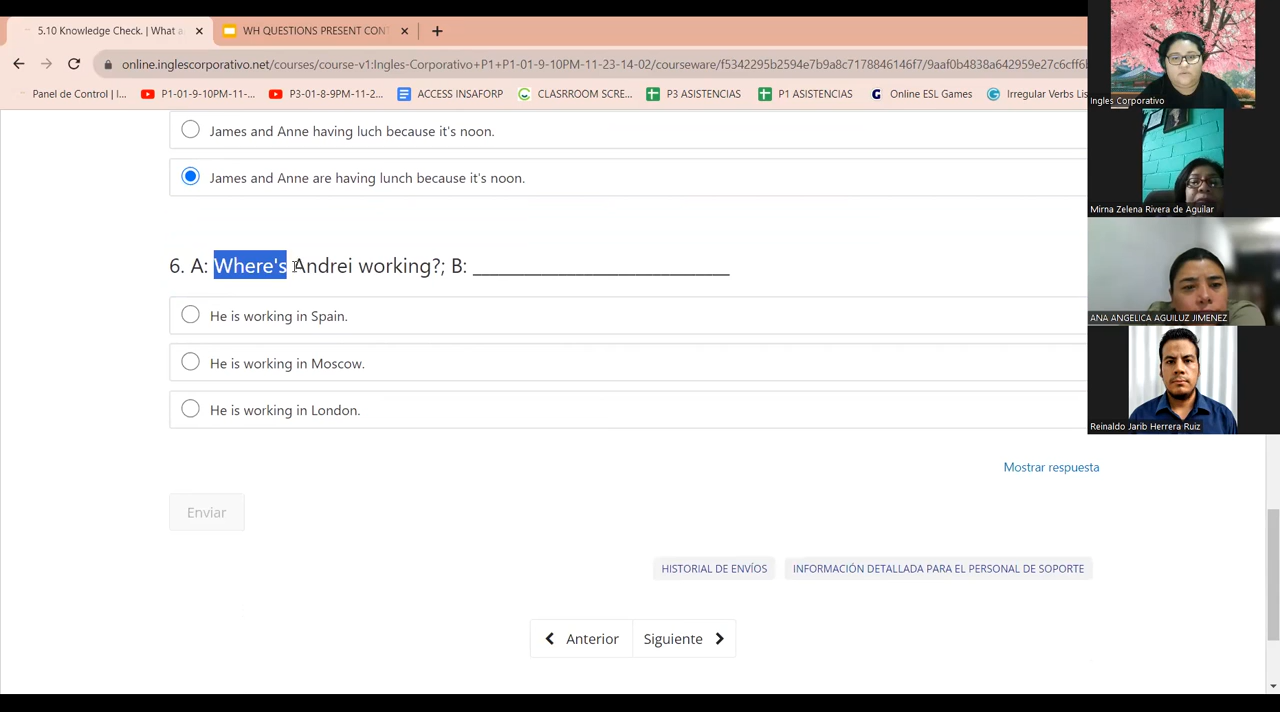 5.10 Knowledge Check. | What a
WH QUESTIONS PRESENT CONT
online.inglescorporativo.net/courses/course-v1:Ingles-Corporativo+P1+P1-01-9-10PM-11-23-14-02/courseware/f5342295b2594e7b9a8c7178846146f7/9aaf0b4838a642959e27c6cff6b
Panel de Control | I...
P1-01-9-10PM-11-...
P3-01-8-9PM-11-2...
ACCESS INSAFORP
CLASRROOM SCRE...
P3 ASISTENCIAS
P1 ASISTENCIAS
Online ESL Games
Irregular Verbs Lis
James and Anne having luch because it's noon.
James and Anne are having lunch because it's noon.
6. A: Where's Andrei working?; B: ________________________
He is working in Spain.
He is working in Moscow.
He is working in London.
Mostrar respuesta
Enviar
HISTORIAL DE ENVÍOS
INFORMACIÓN DETALLADA PARA EL PERSONAL DE SOPORTE
Anterior
Siguiente
Ingles Corporativo
Mirna Zelena Rivera de Aguilar
ANA ANGELICA AGUILUZ JIMENEZ
Reinaldo Jarib Herrera Ruiz